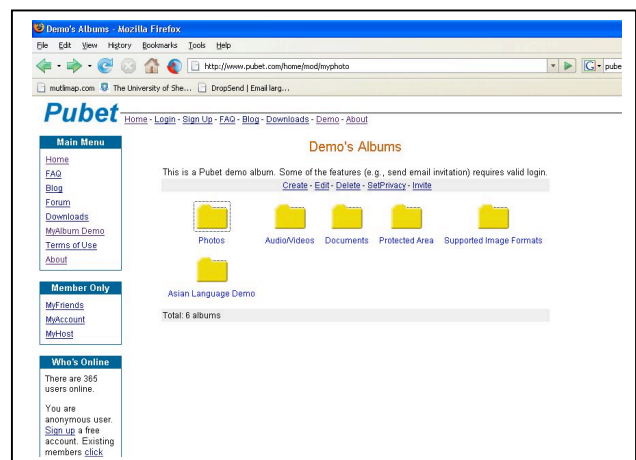 Demo's Albums - Mozilla Firefox
File Edit View History Bookmarks Tools Help
http://www.pubet.com/home/mod/myphoto
G pube
mutlimap.com The University of She... DropSend | Email larg...
Pubet
Home - Login - Sign Up - FAQ - Blog - Downloads - Demo - About
Main Menu
Home
FAQ
Blog
Forum
Downloads
MyAlbum Demo
Terms of Use
About
Member Only
MyFriends
MyAccount
MyHost
Who's Online
There are 365
users online.
You are
anonymous user.
Sign up a free
account. Existing
members click
Demo's Albums
This is a Pubet demo album. Some of the features (e.g., send email invitation) requires valid login.
Create - Edit - Delete - SetPrivacy - Invite
Photos Audio/Videos Documents Protected Area Supported Image Formats
Asian Language Demo
Total: 6 albums